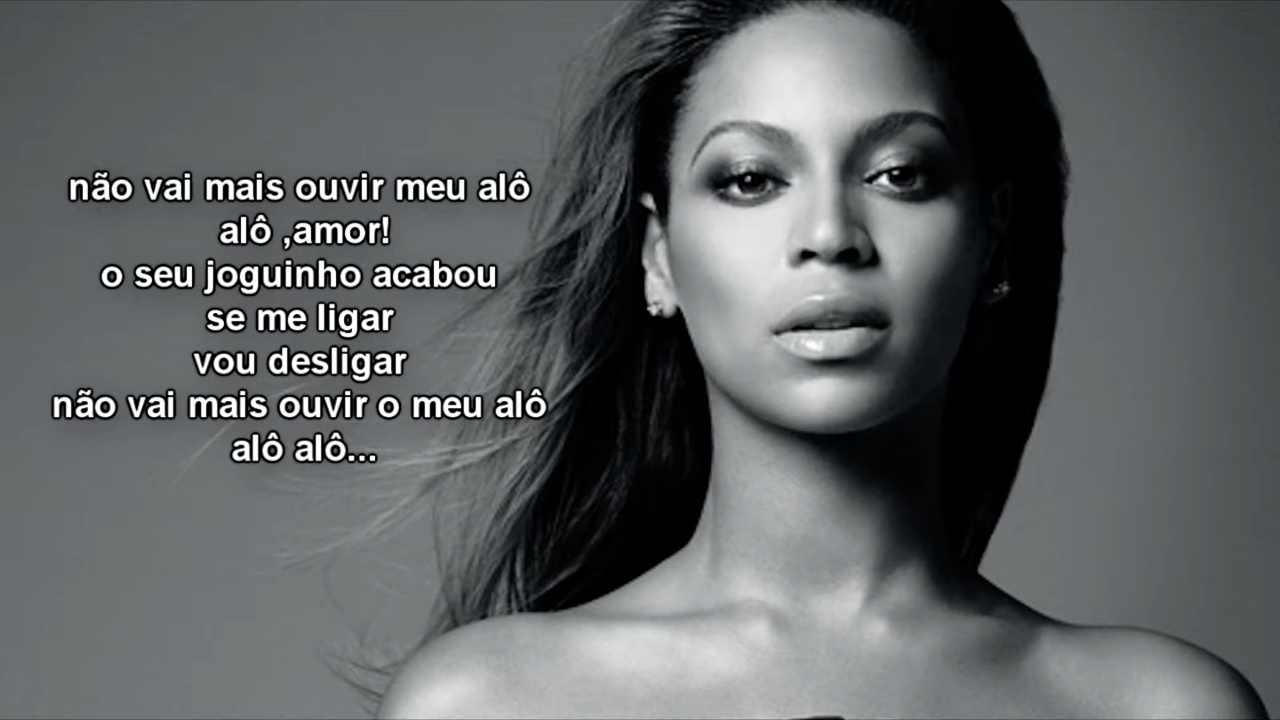 não vai mais ouvir meu alô
alô ,amor!
o seu joguinho acabou
se me ligar
vou desligar
não vai mais ouvir o meu alô
alô alô...